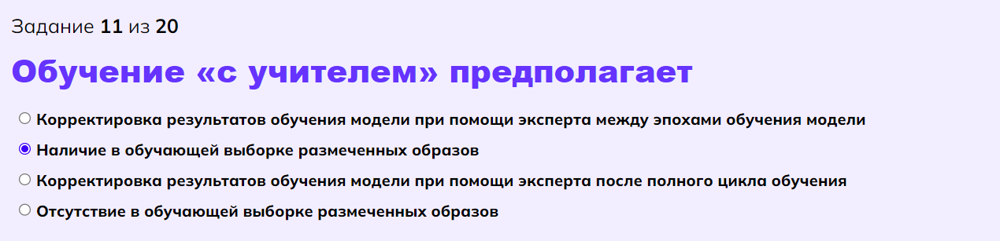 Задание 11 из 20
Обучение «с учителем» предполагает
Корректировка результатов обучения модели при помощи эксперта между эпохами обучения модели
Наличие в обучающей выборке размеченных образов
Корректировка результатов обучения модели при помощи эксперта после полного цикла обучения
Отсутствие в обучающей выборке размеченных образов